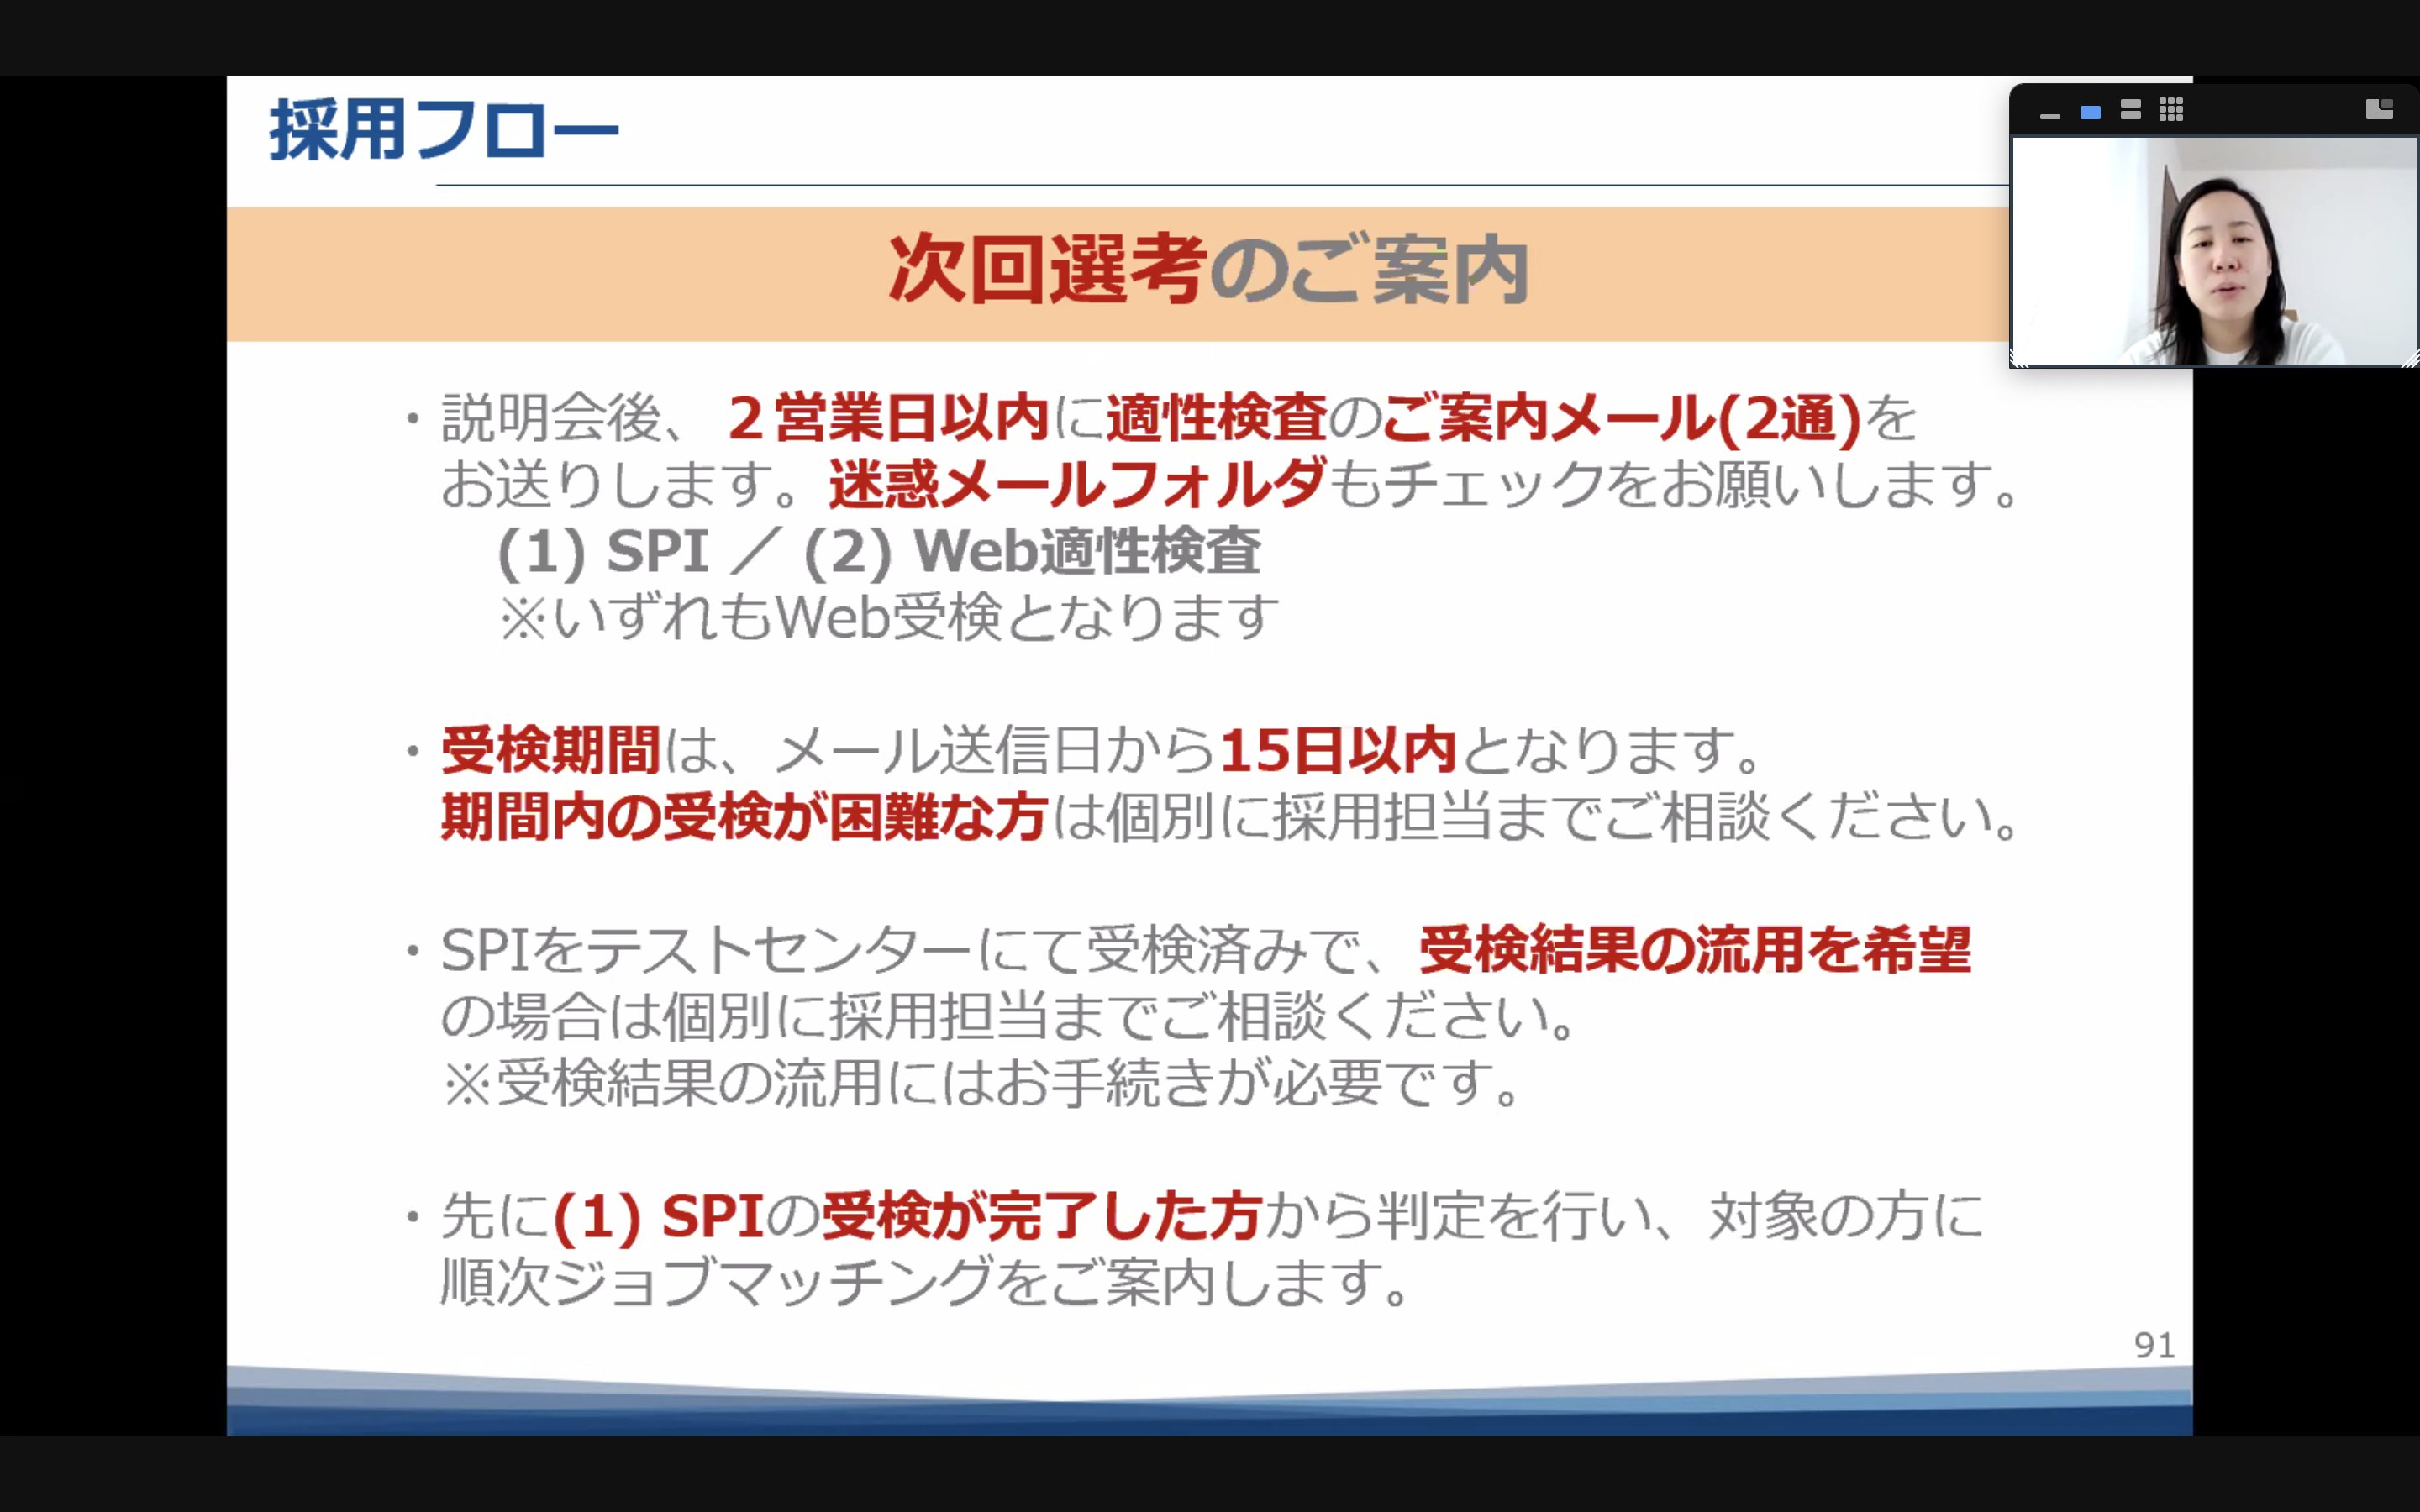 採用フロー
次回選考のご案内
・説明会後、２営業日以内に適性検査のご案内メール(2通)を
お送りします。迷惑メールフォルダもチェックをお願いします。
(1) SPI ／ (2) Web適性検査
※いずれもWeb受検となります
・受検期間は、メール送信日から15日以内となります。
期間内の受検が困難な方は個別に採用担当までご相談ください。
・SPIをテストセンターにて受検済みで、受検結果の流用を希望
の場合は個別に採用担当までご相談ください。
※受検結果の流用にはお手続きが必要です。
・先に(1) SPIの受検が完了した方から判定を行い、対象の方に
順次ジョブマッチングをご案内します。
91